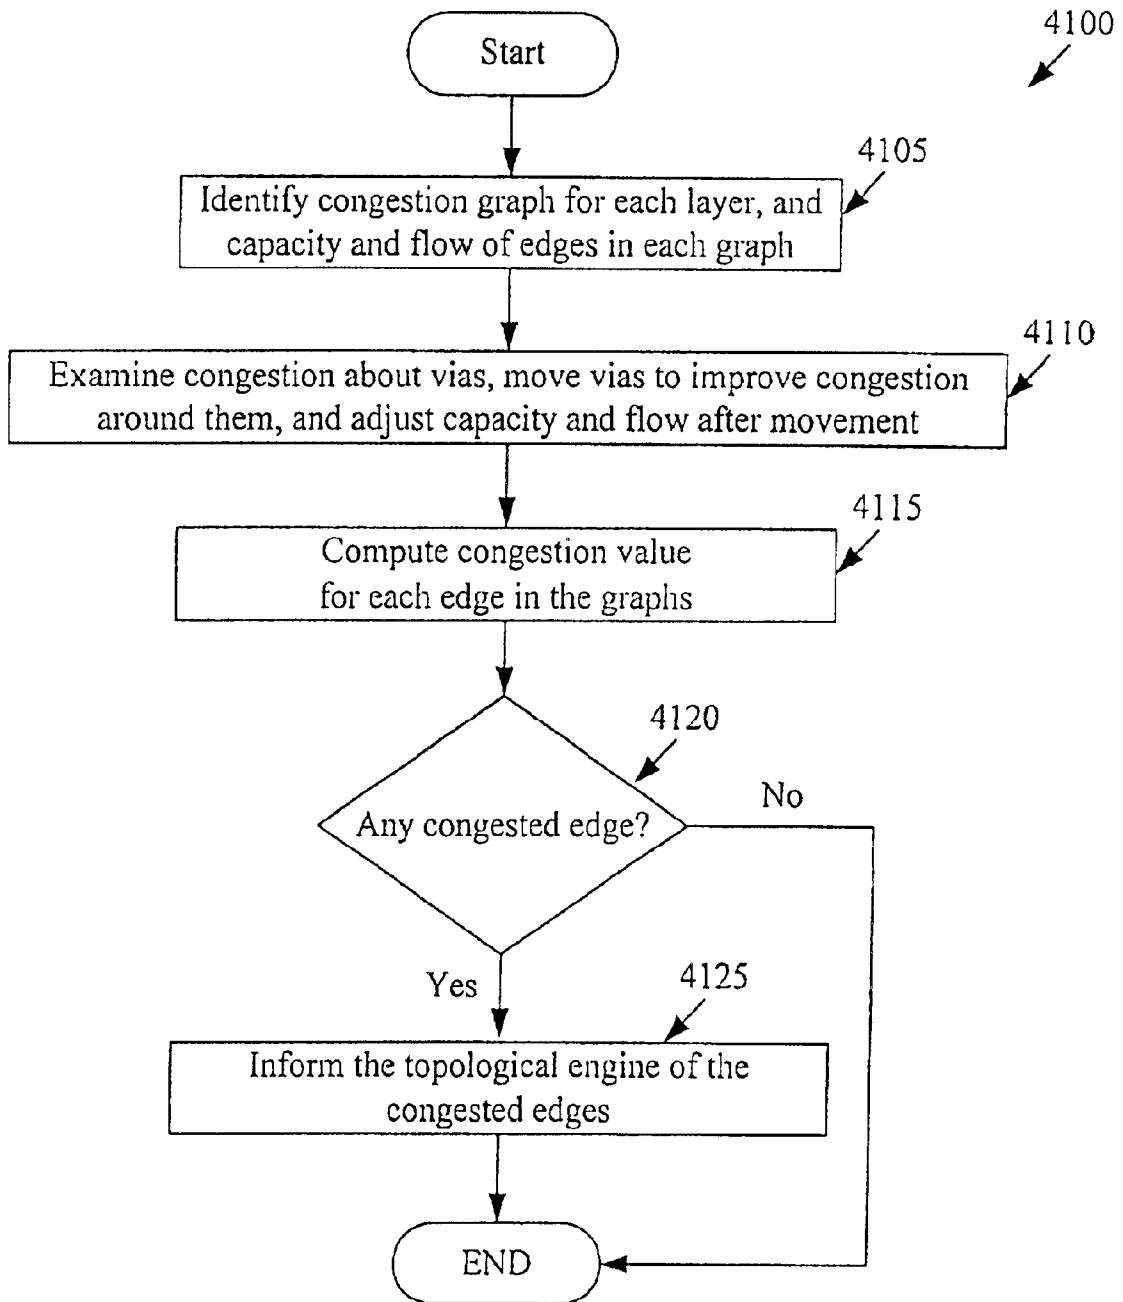 4100
Start
4105
Identify congestion graph for each layer, and
capacity and flow of edges in each graph
4110
Examine congestion about vias, move vias to improve congestion
around them, and adjust capacity and flow after movement
4115
Compute congestion value
for each edge in the graphs
4120
Any congested edge?
No
Yes
4125
Inform the topological engine of the
congested edges
END